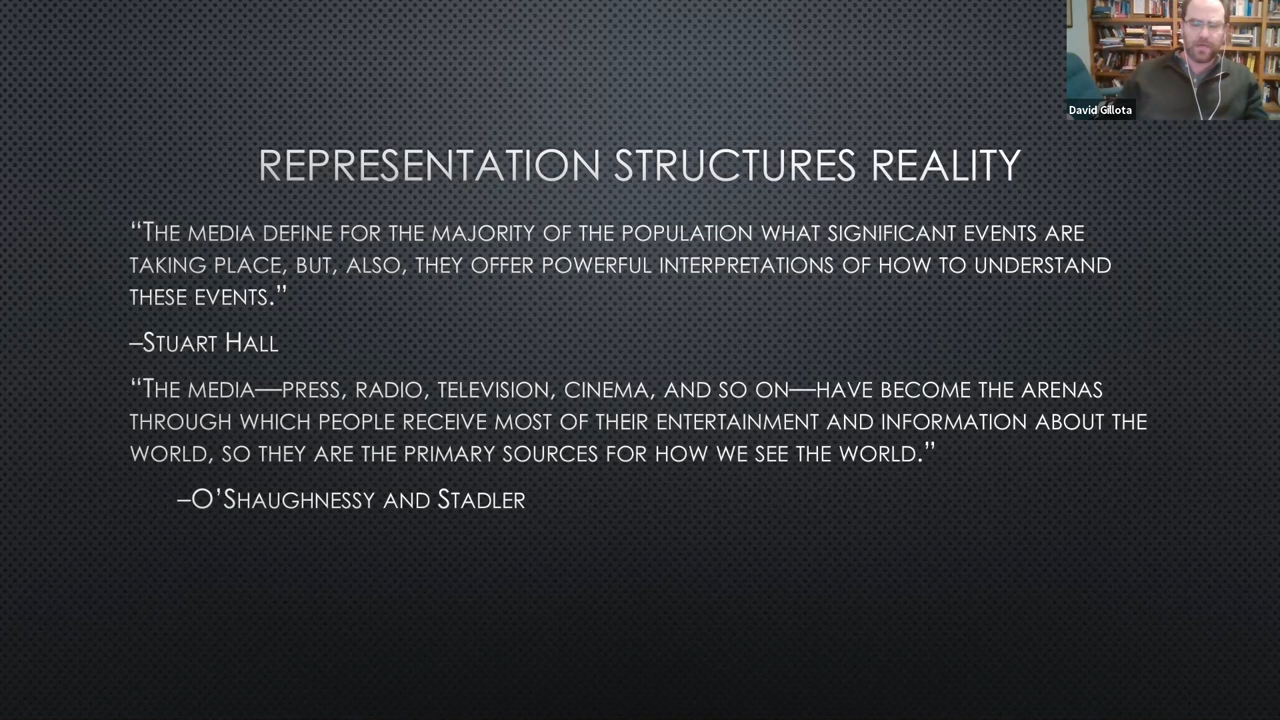 David Gillota
REPRESENTATION STRUCTURES REALITY
“THE MEDIA DEFINE FOR THE MAJORITY OF THE POPULATION WHAT SIGNIFICANT EVENTS ARE
TAKING PLACE, BUT, ALSO, THEY OFFER POWERFUL INTERPRETATIONS OF HOW TO UNDERSTAND
THESE EVENTS.”
–STUART HALL
“THE MEDIA—PRESS, RADIO, TELEVISION, CINEMA, AND SO ON—HAVE BECOME THE ARENAS
THROUGH WHICH PEOPLE RECEIVE MOST OF THEIR ENTERTAINMENT AND INFORMATION ABOUT THE
WORLD, SO THEY ARE THE PRIMARY SOURCES FOR HOW WE SEE THE WORLD.”
–O’SHAUGHNESSY AND STADLER